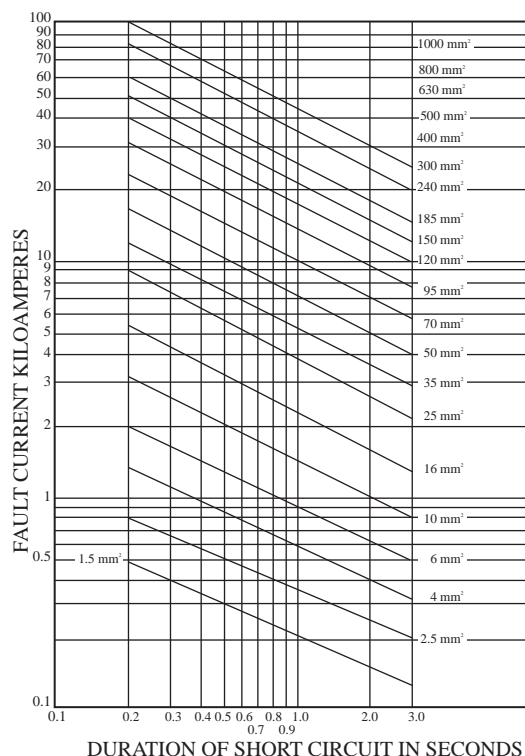 FAULT CURRENT KILOAMPERES
100
90
80
70
60
50
40
30
20
10
9
8
7
6
5
4
3
2
1
0.5
0.1
1000 mm²
800 mm²
630 mm²
500 mm²
400 mm²
300 mm²
240 mm²
185 mm²
150 mm²
120 mm²
95 mm²
70 mm²
50 mm²
35 mm²
25 mm²
16 mm²
10 mm²
6 mm²
4 mm²
2.5 mm²
1.5 mm²
0.1 0.2 0.3 0.4 0.5 0.6 0.8 1.0 2.0 3.0
0.7 0.9
DURATION OF SHORT CIRCUIT IN SECONDS